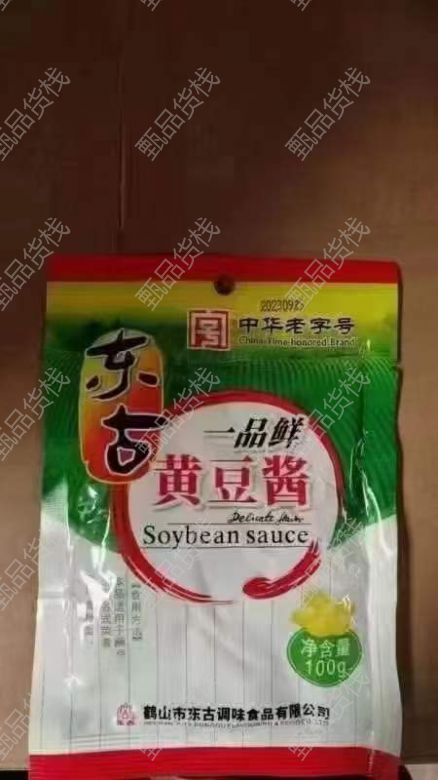 中华老字号
China Time-honored Brand
东古
一品鲜
黄豆酱
Soybean sauce
净含量
100g
鹤山市东古调味食品有限公司
甄品货栈